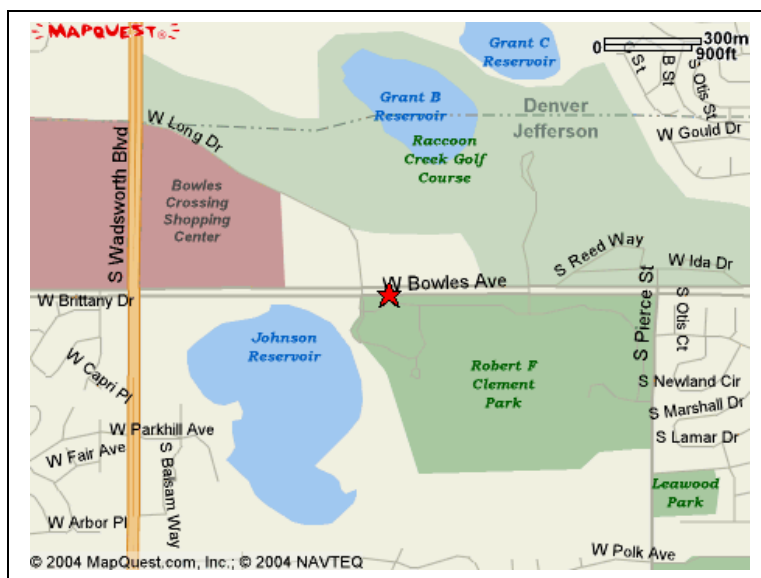 MAPQUEST®
Grant C
Reservoir
0 300m
900ft
C St
B St
S Otis St
W Gould Dr
Grant B
Reservoir
Denver
Jefferson
Raccoon
Creek Golf
Course
W Long Dr
S Wadsworth Blvd
Bowles
Crossing
Shopping
Center
S Reed Way
W Ida Dr
W Bowles Ave
W Brittany Dr
S Pierce St
S Otis Ct
Johnson
Reservoir
Robert F
Clement
Park
W Capri Pl
S Newland Cir
S Marshall Dr
W Parkhill Ave
S Lamar Dr
W Fair Ave
S Balsam Way
Leawood
Park
W Arbor Pl
W Polk Ave
© 2004 MapQuest.com, Inc.; © 2004 NAVTEQ